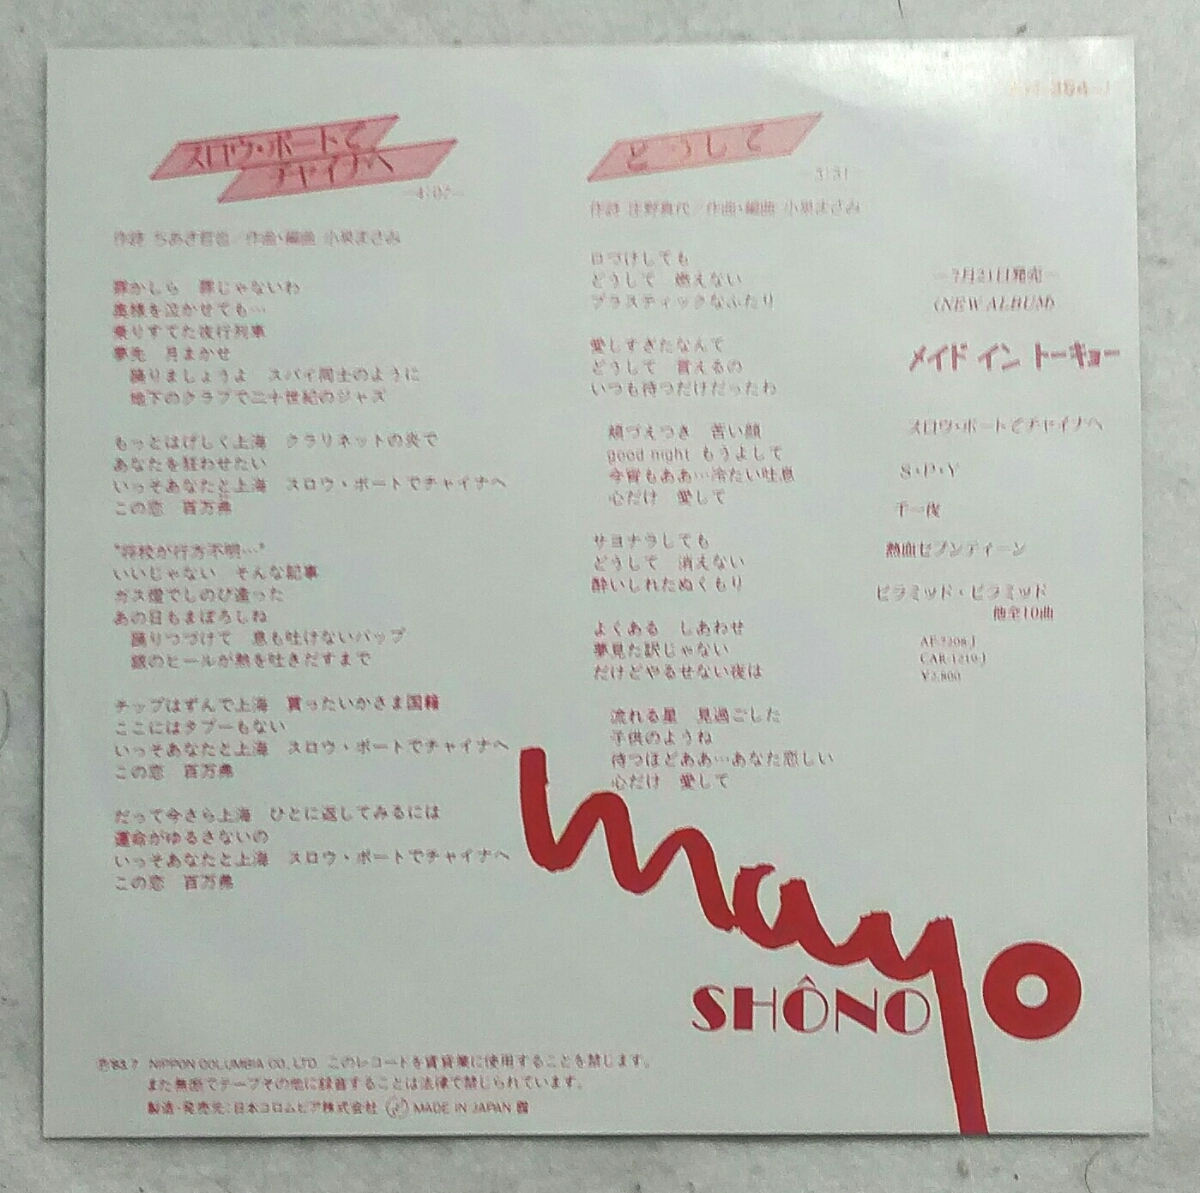 スロウ・ボートで
チャイナへ
—4:02—
作詩 ちあき哲也／作曲・編曲 小泉まさみ
罪かしら 罪じゃないわ
奥様を泣かせても…
乗りすてた夜行列車
夢先 月まかせ
踊りましょうよ スパイ同士のように
地下のクラブで二十世紀のジャズ
もっとはげしく上海 クラリネットの炎で
あなたを狂わせたい
いっそあなたと上海 スロウ・ボートでチャイナへ
この恋 百万弗
"将校が行方不明…"
いいじゃない そんな記事
ガス燈でしのび逢った
あの日もまぼろしね
踊りつづけて 息も吐けないバップ
銀のヒールが熱を吐きだすまで
チップはずんで上海 買ったいかさま国籍
ここにはタブーもない
いっそあなたと上海 スロウ・ボートでチャイナへ
この恋 百万弗
だって今さら上海 ひとに返してみるには
運命がゆるさないの
いっそあなたと上海 スロウ・ボートでチャイナへ
この恋 百万弗
どうして
—3:31—
作詩 庄野真代／作曲・編曲 小泉まさみ
口づけしても
どうして 燃えない
プラスティックなふたり
愛しすぎたなんて
どうして 言えるの
いつも待つだけだったわ
頬づえつき 苦い顔
good night もうよして
今宵もああ…冷たい吐息
心だけ 愛して
サヨナラしても
どうして 消えない
酔いしれたぬくもり
よくある しあわせ
夢見た訳じゃない
だけどやるせない夜は
流れる星 見過ごした
子供のようね
待つほどああ…あなた恋しい
心だけ 愛して
—7月21日発売—
〈NEW ALBUM〉
メイド イン トーキョー
スロウ・ボートでチャイナへ
S・P・Y
千一夜
熱血セブンティーン
ピラミッド・ピラミッド
他全10曲
AF-7208-J
CAR-1210-J
¥2,800
mayo
SHÔNO
Ⓟ'83.7 NIPPON COLUMBIA CO., LTD. このレコードを賃貸業に使用することを禁じます。
また無断でテープその他に録音することは法律で禁じられています。
製造・発売元：日本コロムビア株式会社 MADE IN JAPAN